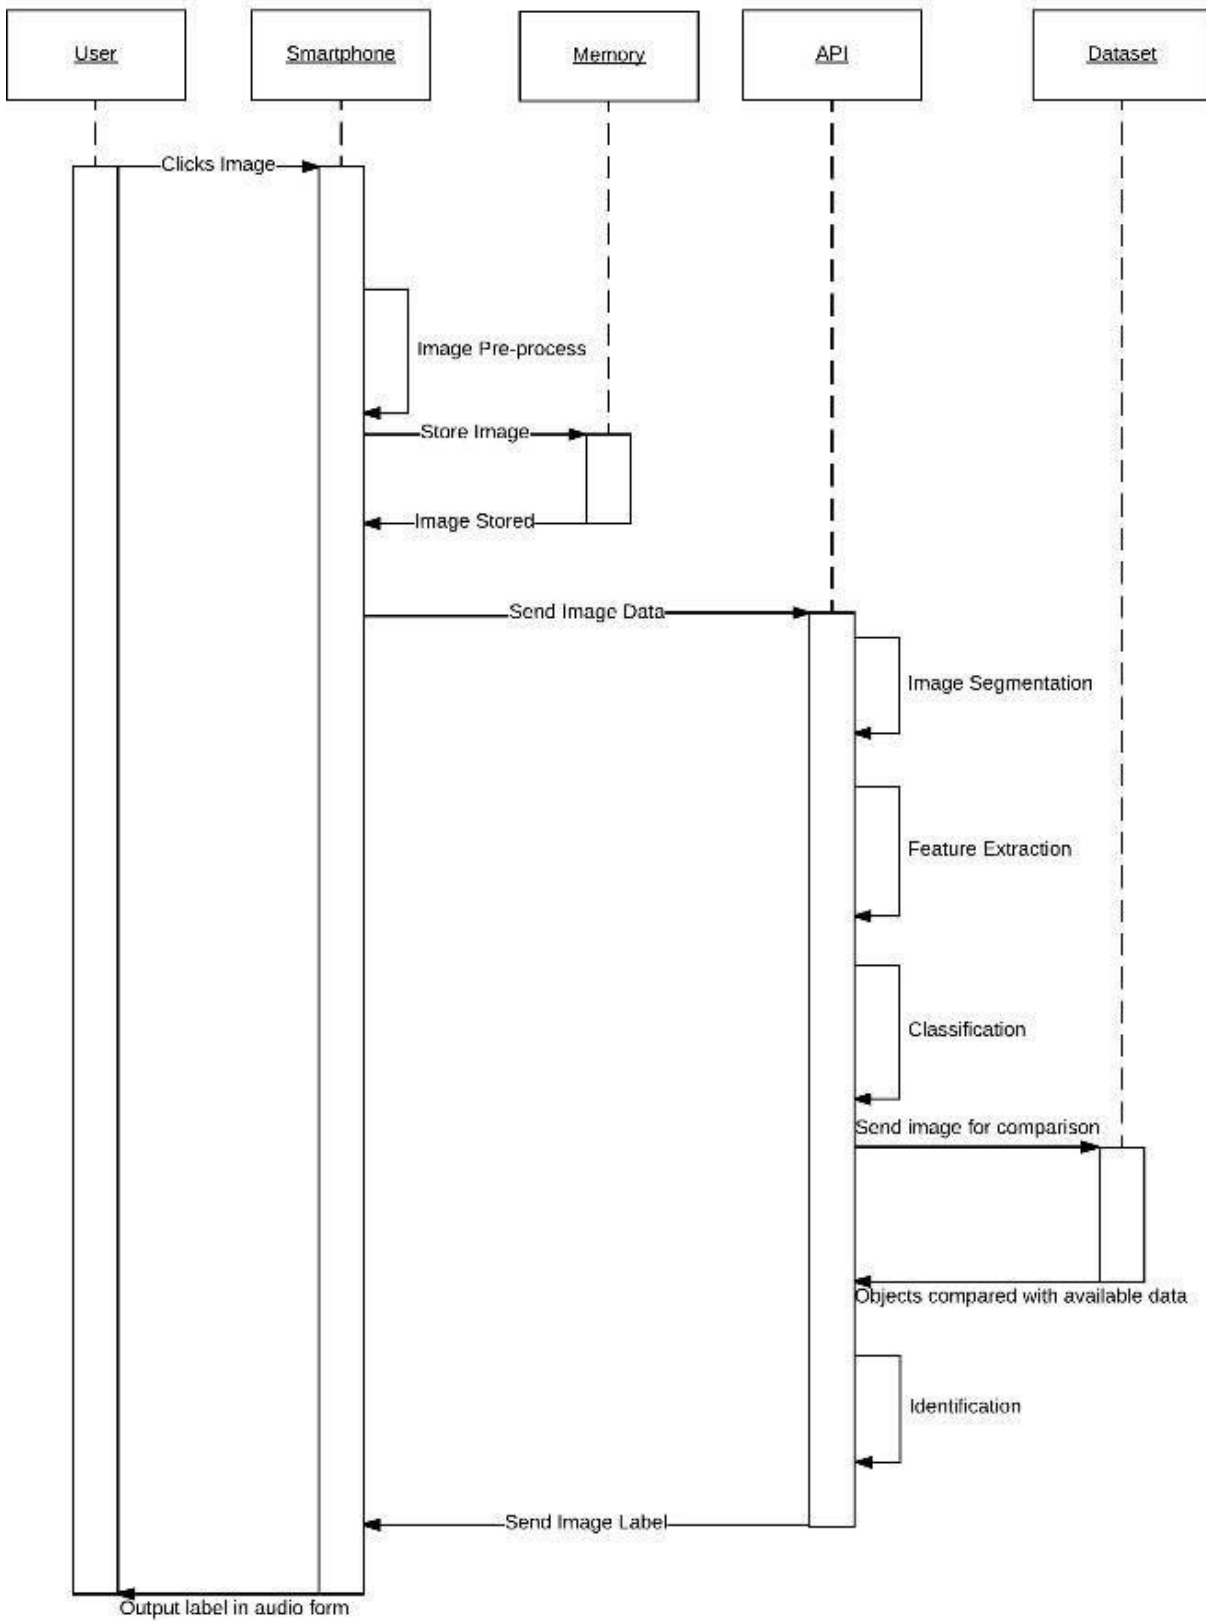 User
Smartphone
Memory
API
Dataset
Clicks Image
Image Pre-process
Store Image
Image Stored
Send Image Data
Image Segmentation
Feature Extraction
Classification
Send image for comparison
Objects compared with available data
Identification
Send Image Label
Output label in audio form